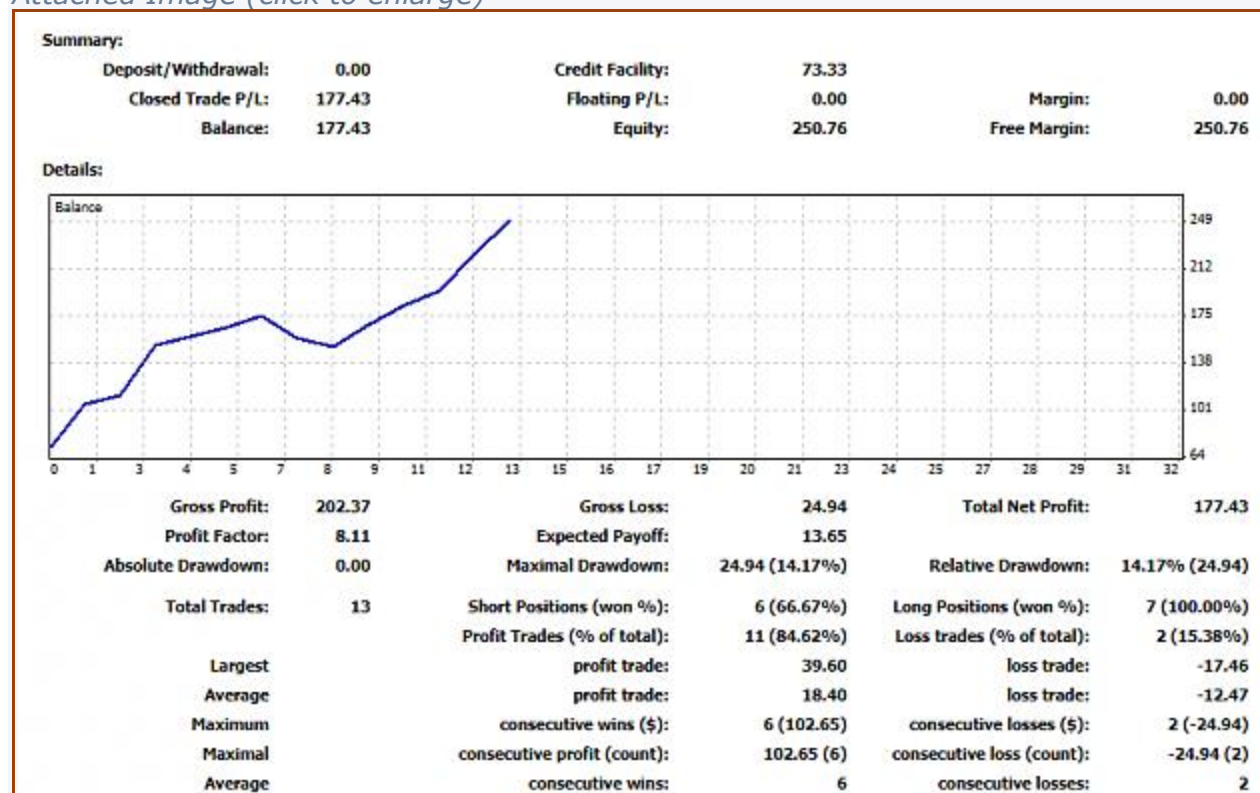 Attached Image (click to enlarge)
Summary:
Deposit/Withdrawal: 0.00 Credit Facility: 73.33
Closed Trade P/L: 177.43 Floating P/L: 0.00 Margin: 0.00
Balance: 177.43 Equity: 250.76 Free Margin: 250.76
Details:
Balance
249
212
175
138
101
64
0 1 3 4 5 7 8 9 11 12 13 15 16 17 19 20 21 23 24 25 27 28 29 31 32
Gross Profit: 202.37 Gross Loss: 24.94 Total Net Profit: 177.43
Profit Factor: 8.11 Expected Payoff: 13.65
Absolute Drawdown: 0.00 Maximal Drawdown: 24.94 (14.17%) Relative Drawdown: 14.17% (24.94)
Total Trades: 13 Short Positions (won %): 6 (66.67%) Long Positions (won %): 7 (100.00%)
Profit Trades (% of total): 11 (84.62%) Loss trades (% of total): 2 (15.38%)
Largest profit trade: 39.60 loss trade: -17.46
Average profit trade: 18.40 loss trade: -12.47
Maximum consecutive wins ($): 6 (102.65) consecutive losses ($): 2 (-24.94)
Maximal consecutive profit (count): 102.65 (6) consecutive loss (count): -24.94 (2)
Average consecutive wins: 6 consecutive losses: 2